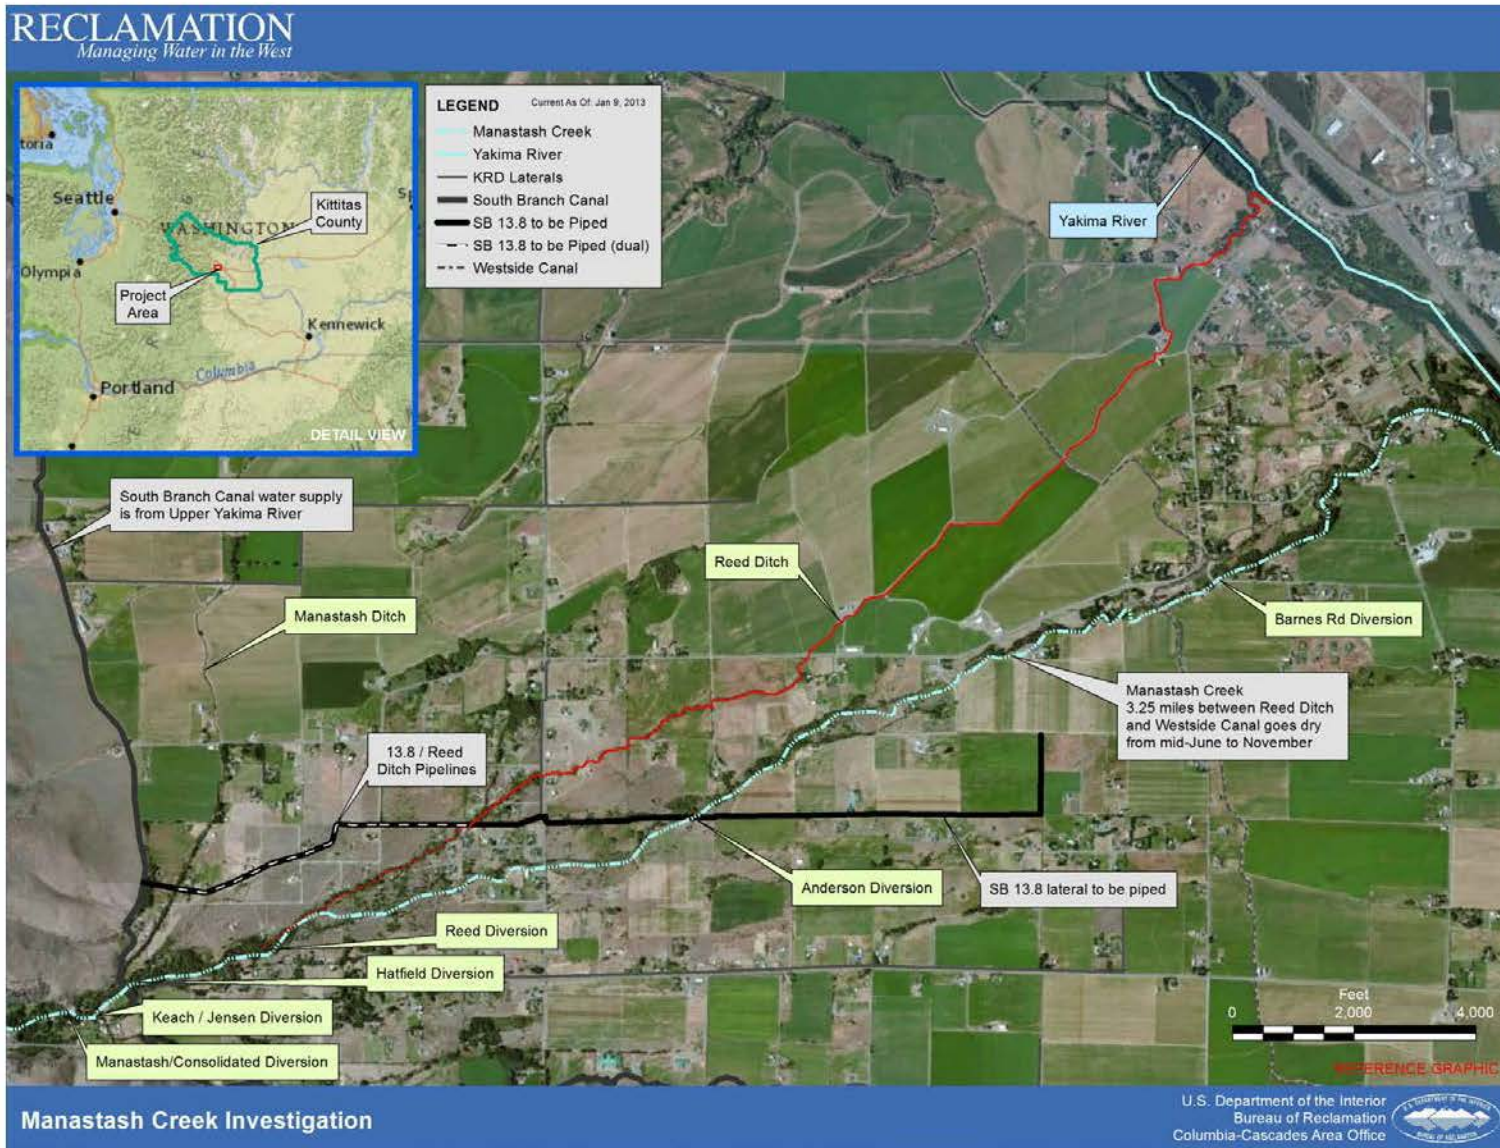 RECLAMATION
Managing Water in the West
LEGEND
Current As Of: Jan 9, 2013
Manastash Creek
Yakima River
KRD Laterals
South Branch Canal
SB 13.8 to be Piped
SB 13.8 to be Piped (dual)
Westside Canal
toria
Seattle
WASHINGTON
Kittitas
County
Olympia
Project
Area
Kennewick
Columbia
Portland
DETAIL VIEW
Yakima River
South Branch Canal water supply
is from Upper Yakima River
Reed Ditch
Manastash Ditch
Barnes Rd Diversion
Manastash Creek
3.25 miles between Reed Ditch
and Westside Canal goes dry
from mid-June to November
13.8 / Reed
Ditch Pipelines
Anderson Diversion
SB 13.8 lateral to be piped
Reed Diversion
Hatfield Diversion
Keach / Jensen Diversion
Manastash/Consolidated Diversion
Feet
0 2,000 4,000
REFERENCE GRAPHIC
Manastash Creek Investigation
U.S. Department of the Interior
Bureau of Reclamation
Columbia-Cascades Area Office